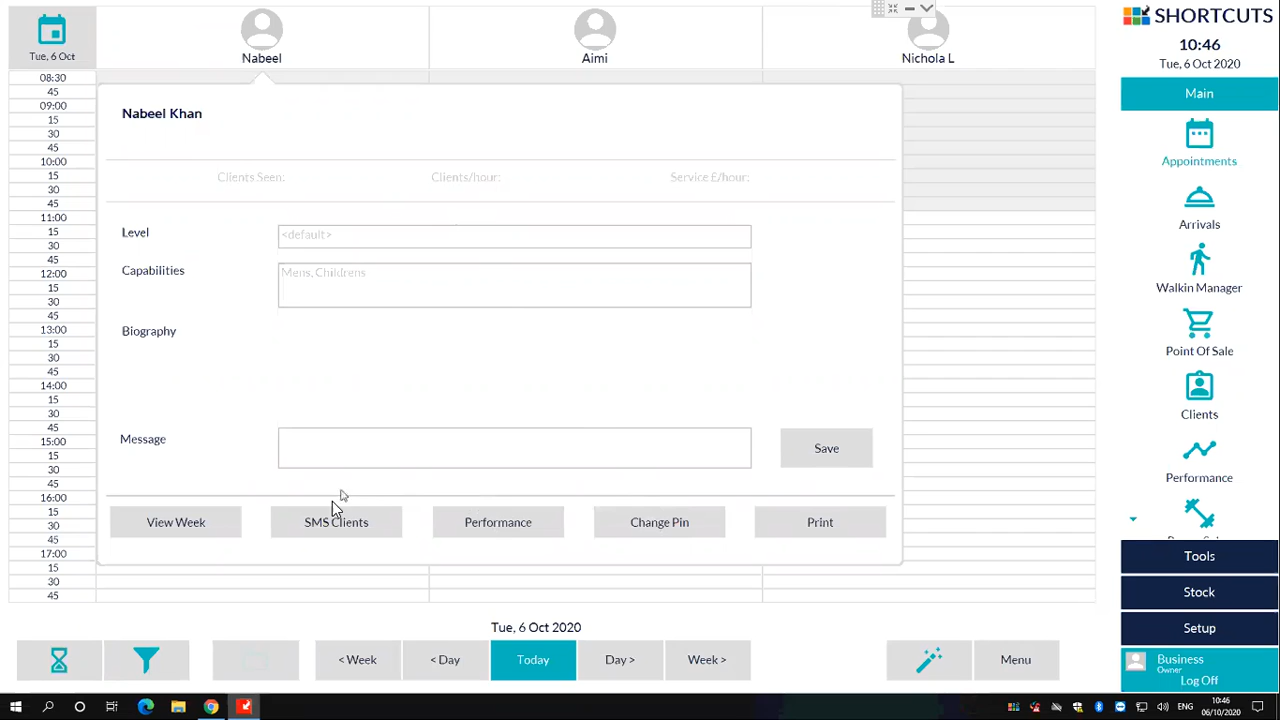 Tue, 6 Oct
Nabeel
Aimi
Nichola L
SHORTCUTS
10:46
Tue, 6 Oct 2020
Main
Appointments
Arrivals
Walkin Manager
Point Of Sale
Clients
Performance
Tools
Stock
Setup
Business
Owner
Log Off
08:30
45
09:00
15
30
45
10:00
15
30
45
11:00
15
30
45
12:00
15
30
45
13:00
15
30
45
14:00
15
30
45
15:00
15
30
45
16:00
15
30
45
17:00
15
30
45
Nabeel Khan
Clients Seen: Clients/hour: Service £/hour:
Level <default>
Capabilities Mens, Childrens
Biography
Message Save
View Week SMS Clients Performance Change Pin Print
Tue, 6 Oct 2020
< Week Day Today Day > Week > Menu
ENG
10:46
06/10/2020